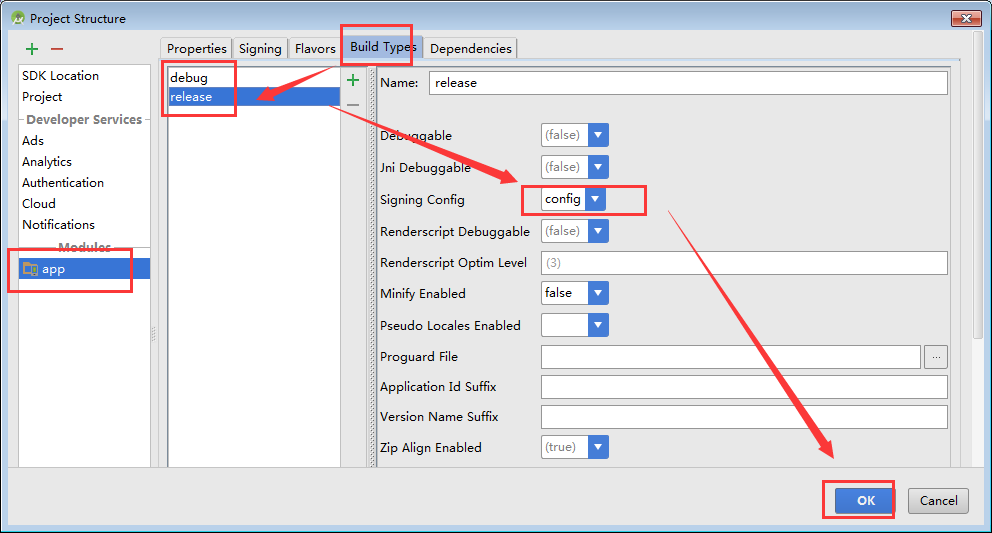 Project Structure
SDK Location
Project
Developer Services
Ads
Analytics
Authentication
Cloud
Notifications
Modules
app
Properties
Signing
Flavors
Build Types
Dependencies
debug
release
Name: release
Debuggable (false)
Jni Debuggable (false)
Signing Config config
Renderscript Debuggable (false)
Renderscript Optim Level (3)
Minify Enabled false
Pseudo Locales Enabled
Proguard File ...
Application Id Suffix
Version Name Suffix
Zip Align Enabled (true)
OK
Cancel